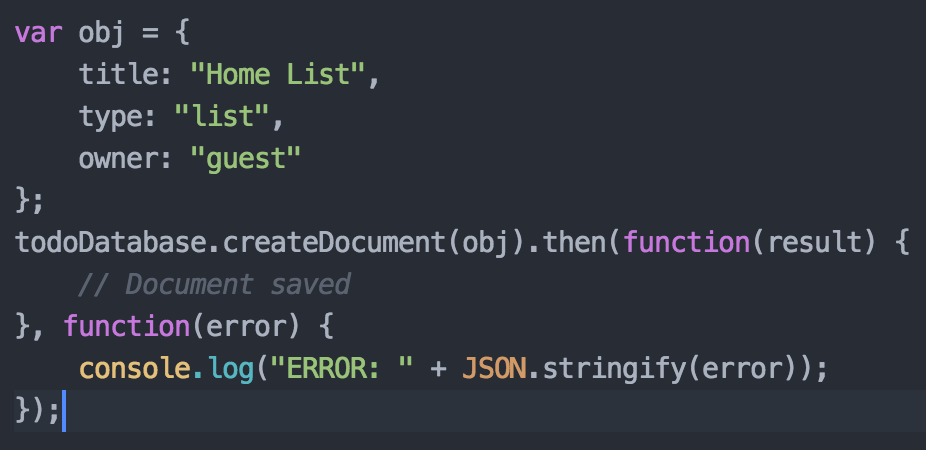 var obj = {
    title: "Home List",
    type: "list",
    owner: "guest"
};
todoDatabase.createDocument(obj).then(function(result) {
    // Document saved
}, function(error) {
    console.log("ERROR: " + JSON.stringify(error));
});